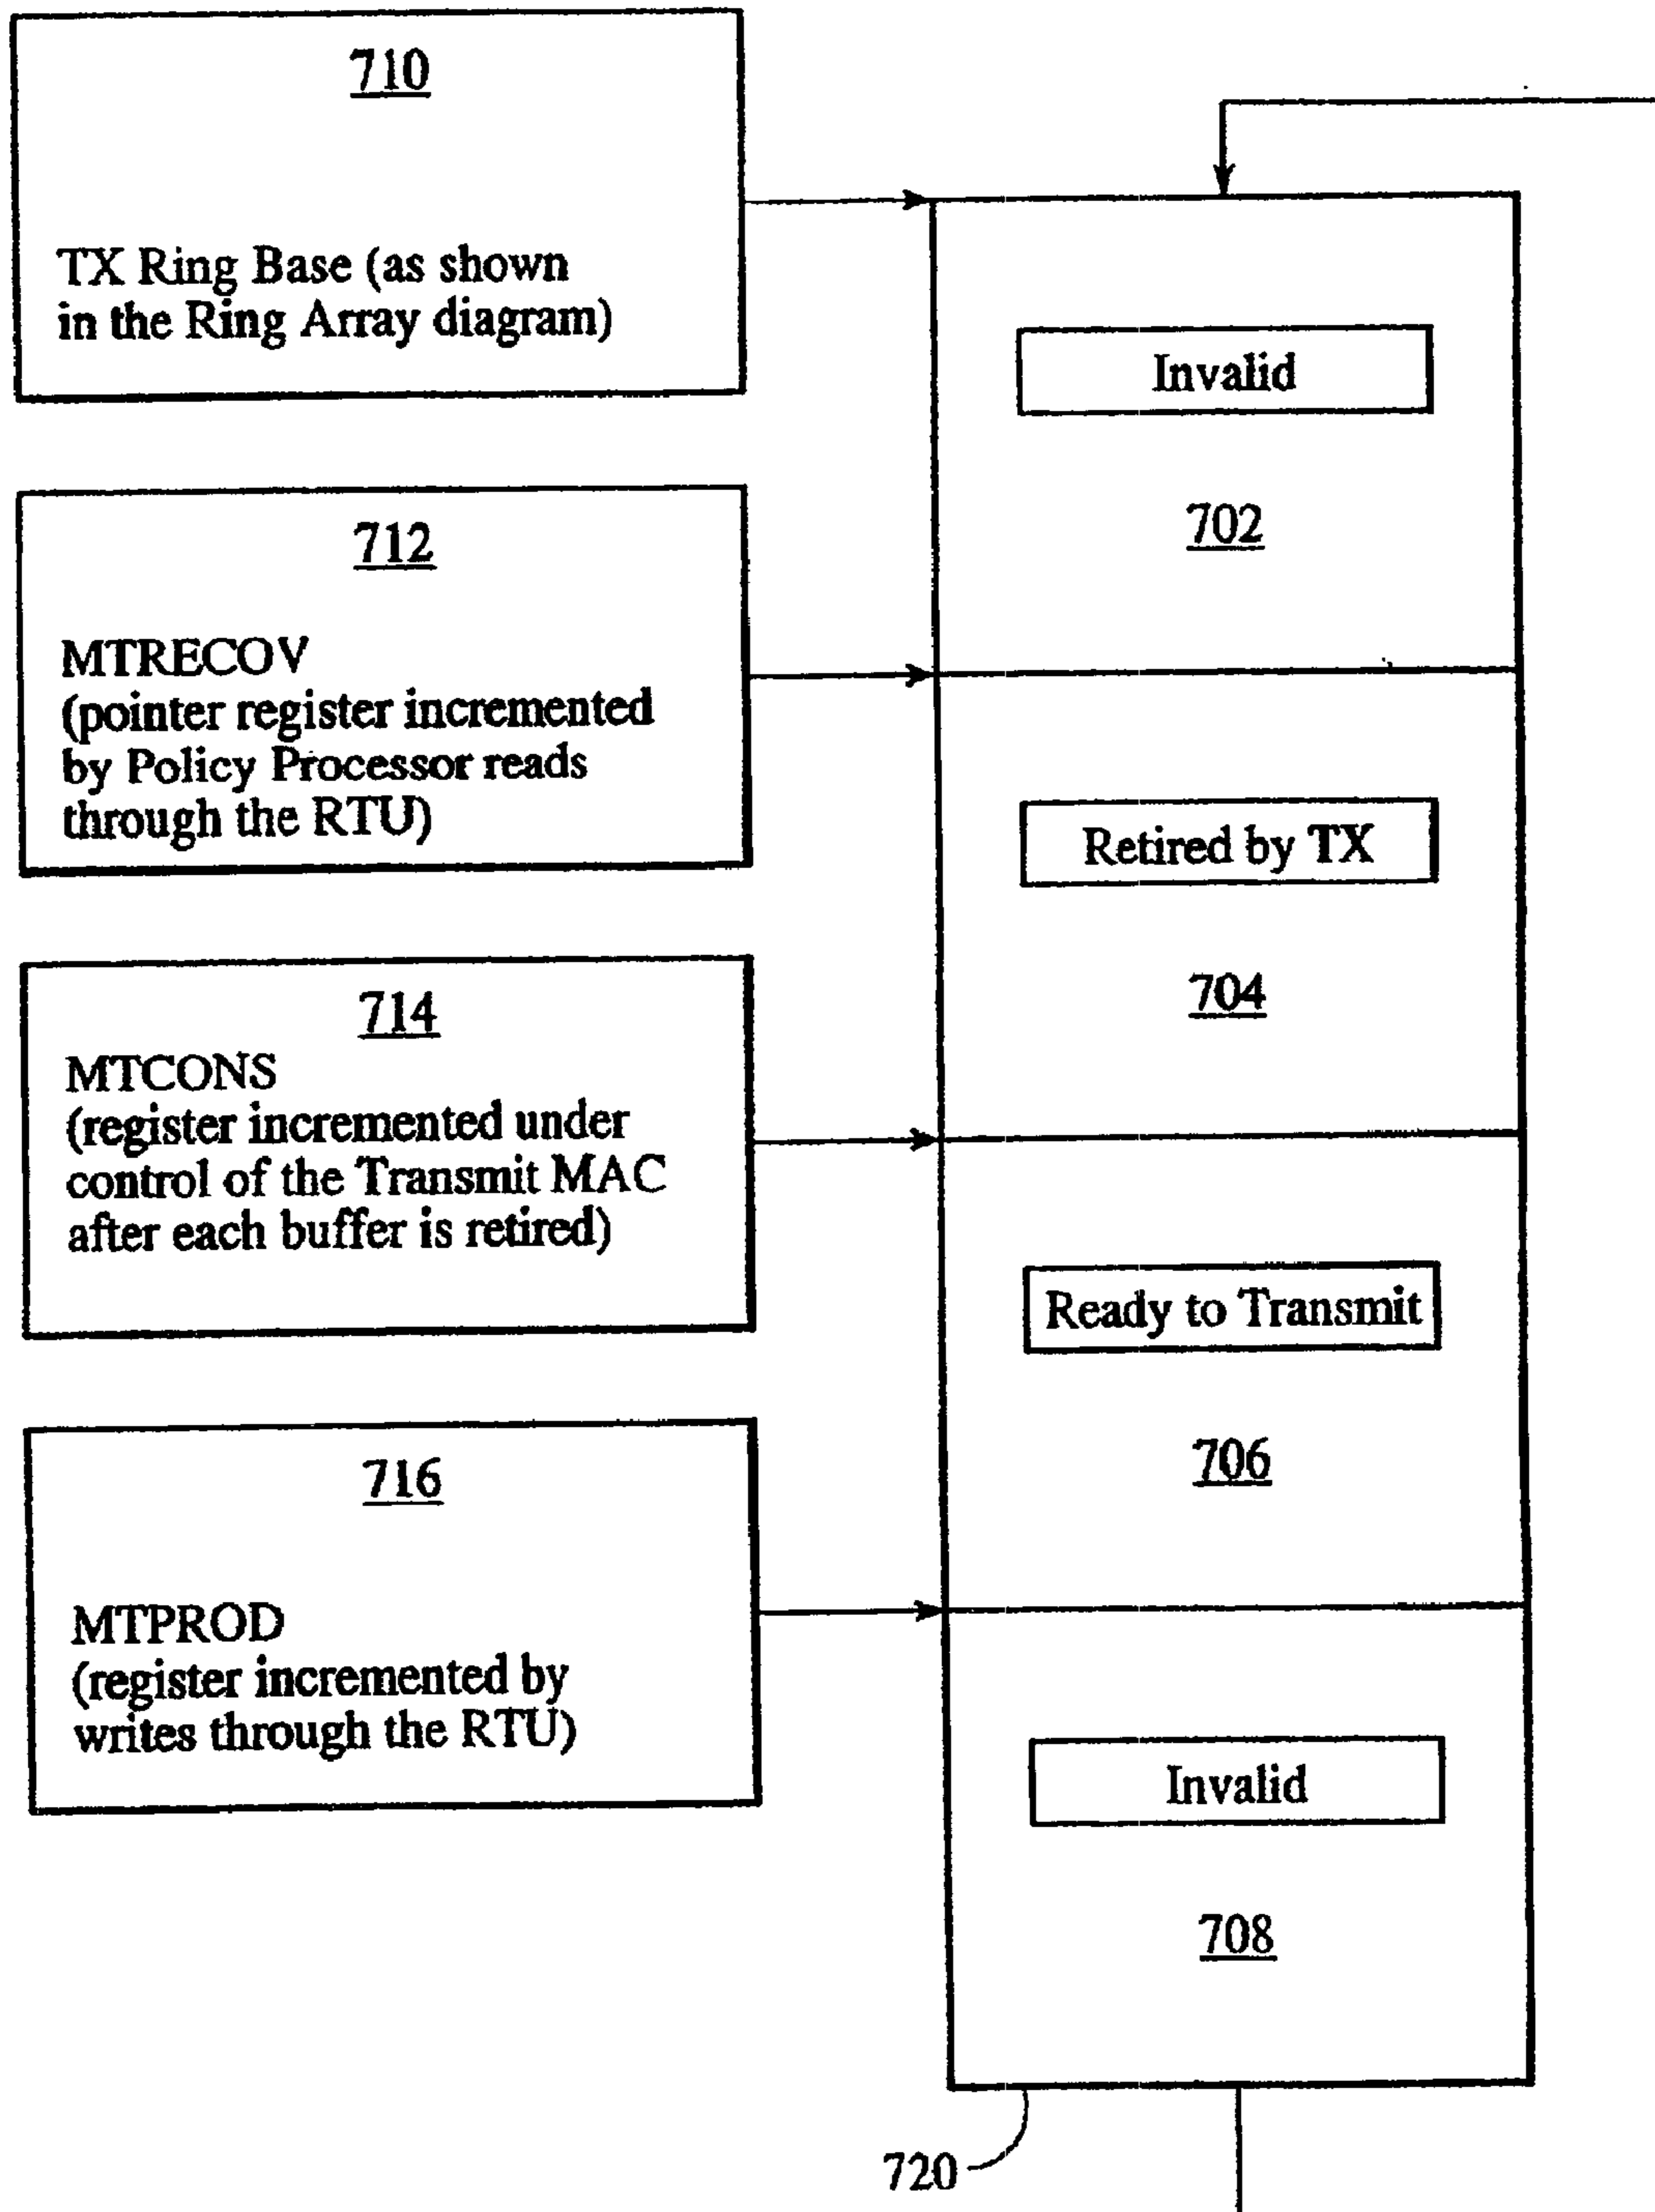 710
TX Ring Base (as shown
in the Ring Array diagram)
Invalid
702
712
MTRECOV
(pointer register incremented
by Policy Processor reads
through the RTU)
Retired by TX
704
714
MTCONS
(register incremented under
control of the Transmit MAC
after each buffer is retired)
Ready to Transmit
706
716
MTPROD
(register incremented by
writes through the RTU)
Invalid
708
720